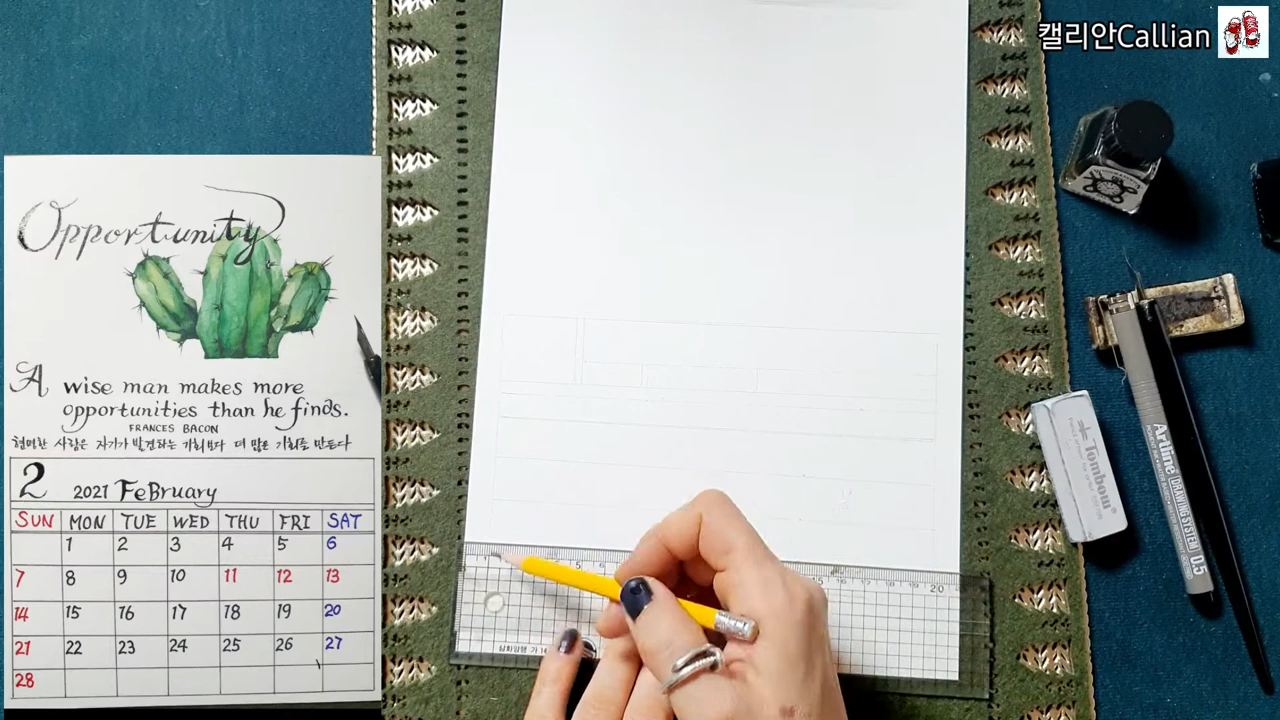 캘리안Callian
Opportunity
A wise man makes more
opportunities than he finds.
FRANCES BACON
현명한 사람은 자기가 발견하는 기회보다 더 많은 기회를 만든다
2 2021 FeBruary
SUN MON TUE WED THU FRI SAT
1 2 3 4 5 6
7 8 9 10 11 12 13
14 15 16 17 18 19 20
21 22 23 24 25 26 27
28
Tombow
Artline DRAWING SYSTEM 0.5
5
15
20